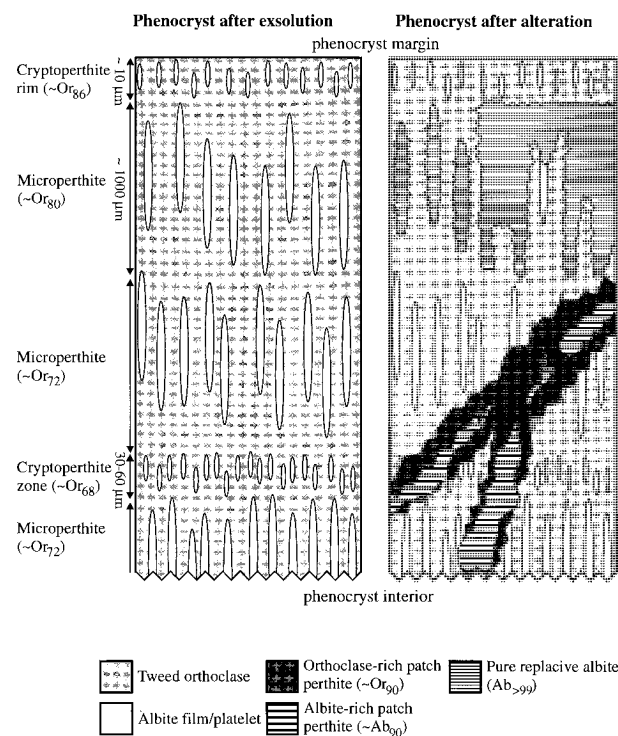 Phenocryst after exsolution
Phenocryst after alteration
phenocryst margin
Cryptoperthite
rim (~Or86)
~
10 µm
Microperthite
(~Or80)
~ 1000 µm
Microperthite
(~Or72)
Cryptoperthite
zone (~Or68)
30–60 µm
Microperthite
(~Or72)
phenocryst interior
Tweed orthoclase
Orthoclase-rich patch
perthite (~Or90)
Pure replacive albite
(Ab>99)
Albite film/platelet
Albite-rich patch
perthite (~Ab90)